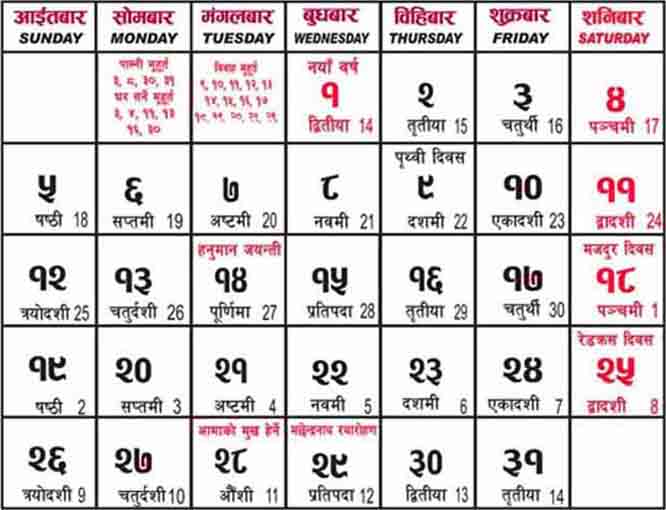 आईतबार
SUNDAY
सोमबार
MONDAY
मंगलबार
TUESDAY
बुधबार
WEDNESDAY
विहिबार
THURSDAY
शुक्रबार
FRIDAY
शनिबार
SATURDAY
पास्नी मुहूर्त
३, ८, ३०, ३१
घर सर्ने मुहूर्त
३, ४, ११, १३
१६, ३०
विवाह मुहूर्त
९, १०, ११, १२, १३
१४, १५, १६, १७
नयाँ वर्ष
१
द्वितीया 14
२
तृतीया 15
३
चतुर्थी 16
४
पञ्चमी 17
५
षष्ठी 18
६
सप्तमी 19
७
अष्टमी 20
८
नवमी 21
पृथ्वी दिवस
९
दशमी 22
१०
एकादशी 23
११
द्वादशी 24
१२
त्रयोदशी 25
१३
चतुर्दशी 26
हनुमान जयन्ती
१४
पूर्णिमा 27
१५
प्रतिपदा 28
१६
तृतीया 29
१७
चतुर्थी 30
मजदुर दिवस
१८
पञ्चमी 1
१९
षष्ठी 2
२०
सप्तमी 3
२१
अष्टमी 4
२२
नवमी 5
२३
दशमी 6
२४
एकादशी 7
रेडक्रस दिवस
२५
द्वादशी 8
२६
त्रयोदशी 9
२७
चतुर्दशी 10
आमाको मुख हेर्ने
२८
औंशी 11
मछेन्द्रनाथ रथारोहण
२९
प्रतिपदा 12
३०
द्वितीया 13
३१
तृतीया 14